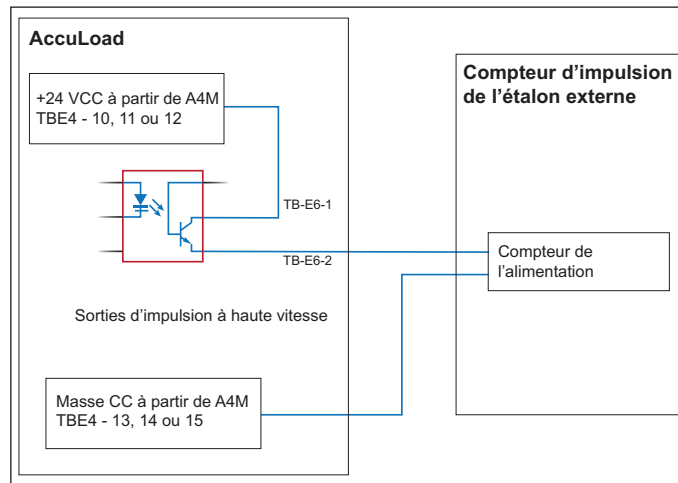 AccuLoad
+24 VCC à partir de A4M
TBE4 - 10, 11 ou 12
TB-E6-1
TB-E6-2
Sorties d’impulsion à haute vitesse
Masse CC à partir de A4M
TBE4 - 13, 14 ou 15
Compteur d’impulsion
de l’étalon externe
Compteur de
l’alimentation